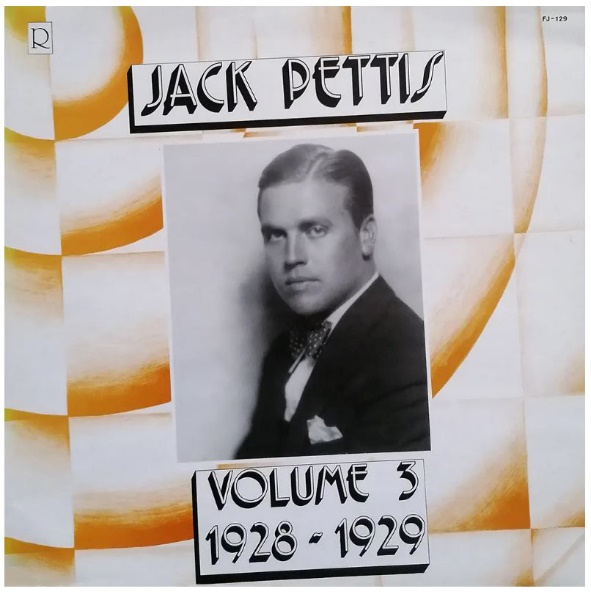 R
FJ-129
JACK PETTIS
VOLUME 3
1928 - 1929